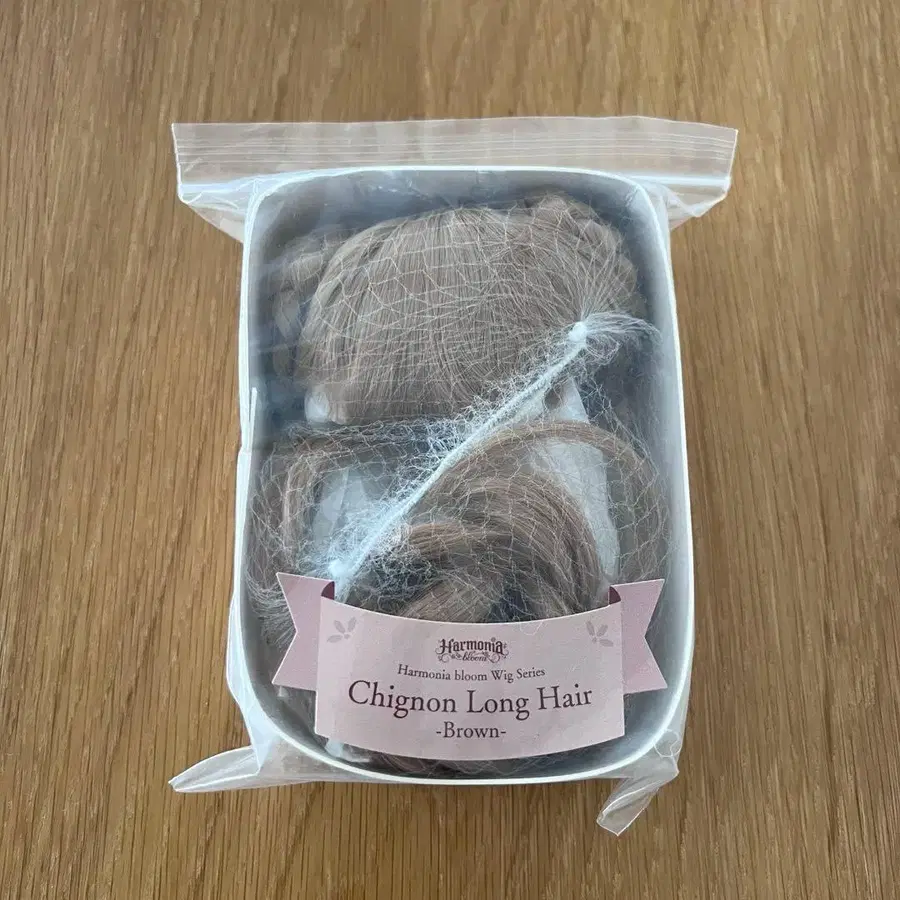 Harmonia
bloom
Harmonia bloom Wig Series
Chignon Long Hair
-Brown-